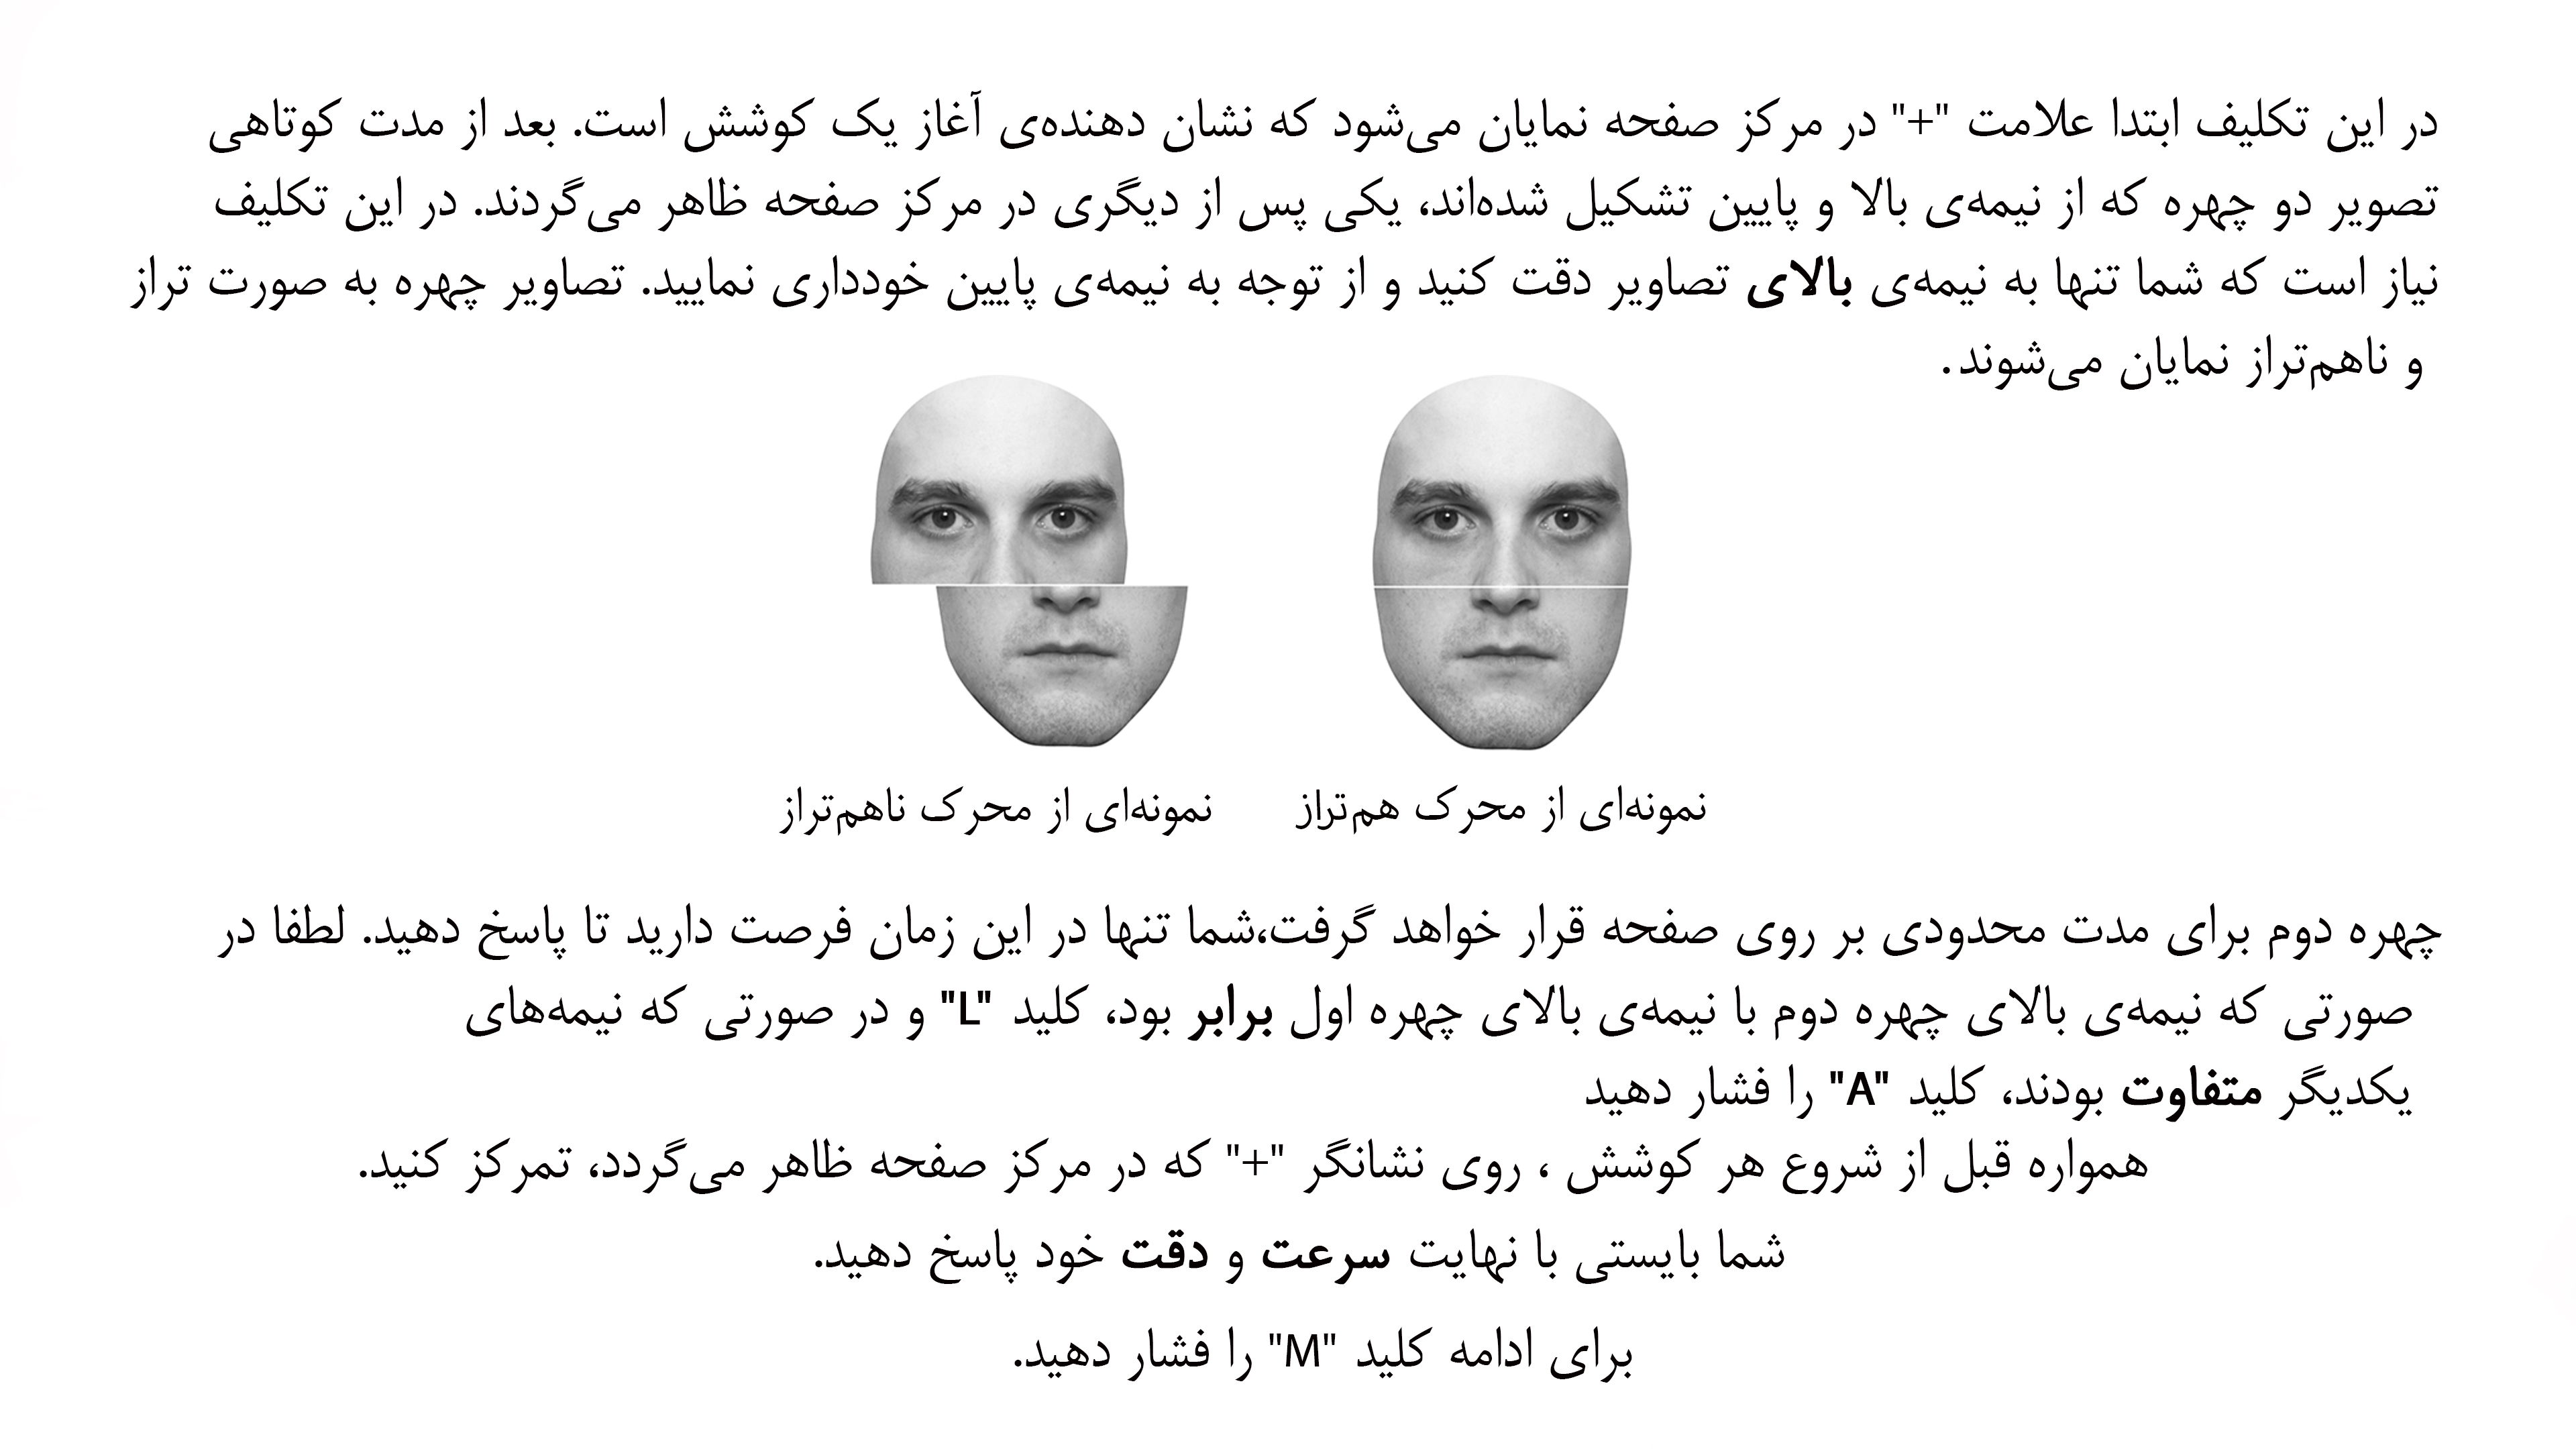 در این تکلیف ابتدا علامت "+" در مرکز صفحه نمایان می‌شود که نشان دهنده‌ی آغاز یک کوشش است. بعد از مدت کوتاهی
تصویر دو چهره که از نیمه‌ی بالا و پایین تشکیل شده‌اند، یکی پس از دیگری در مرکز صفحه ظاهر می‌گردند. در این تکلیف
نیاز است که شما تنها به نیمه‌ی بالای تصاویر دقت کنید و از توجه به نیمه‌ی پایین خودداری نمایید. تصاویر چهره به صورت تراز
و ناهم‌تراز نمایان می‌شوند.
نمونه‌ای از محرک هم‌تراز
نمونه‌ای از محرک ناهم‌تراز
چهره دوم برای مدت محدودی بر روی صفحه قرار خواهد گرفت،شما تنها در این زمان فرصت دارید تا پاسخ دهید. لطفا در
صورتی که نیمه‌ی بالای چهره دوم با نیمه‌ی بالای چهره اول برابر بود، کلید "L" و در صورتی که نیمه‌های
یکدیگر متفاوت بودند، کلید "A" را فشار دهید
همواره قبل از شروع هر کوشش ، روی نشانگر "+" که در مرکز صفحه ظاهر می‌گردد، تمرکز کنید.
شما بایستی با نهایت سرعت و دقت خود پاسخ دهید.
برای ادامه کلید "M" را فشار دهید.